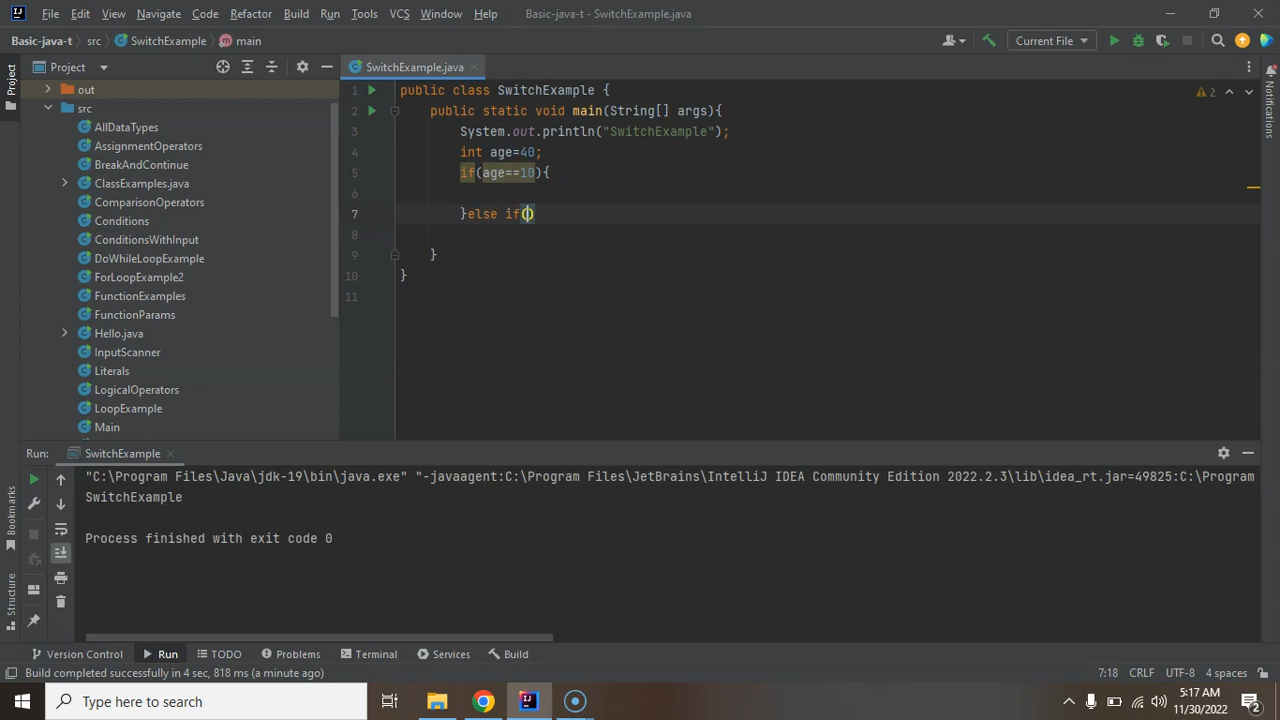 File Edit View Navigate Code Refactor Build Run Tools VCS Window Help Basic-java-t - SwitchExample.java
Basic-java-t src SwitchExample main Current File
Project SwitchExample.java
Project
Notifications
out
src
AllDataTypes
AssignmentOperators
BreakAndContinue
ClassExamples.java
ComparisonOperators
Conditions
ConditionsWithInput
DoWhileLoopExample
ForLoopExample2
FunctionExamples
FunctionParams
Hello.java
InputScanner
Literals
LogicalOperators
LoopExample
Main
1 public class SwitchExample { 2
2 public static void main(String[] args){
3 System.out.println("SwitchExample");
4 int age=40;
5 if(age==10){
6
7 }else if()
8
9 }
10 }
11
Run: SwitchExample
"C:\Program Files\Java\jdk-19\bin\java.exe" "-javaagent:C:\Program Files\JetBrains\IntelliJ IDEA Community Edition 2022.2.3\lib\idea_rt.jar=49825:C:\Program
SwitchExample
Process finished with exit code 0
Bookmarks
Structure
Version Control Run TODO Problems Terminal Services Build
Build completed successfully in 4 sec, 818 ms (a minute ago) 7:18 CRLF UTF-8 4 spaces
Type here to search 5:17 AM
11/30/2022 2